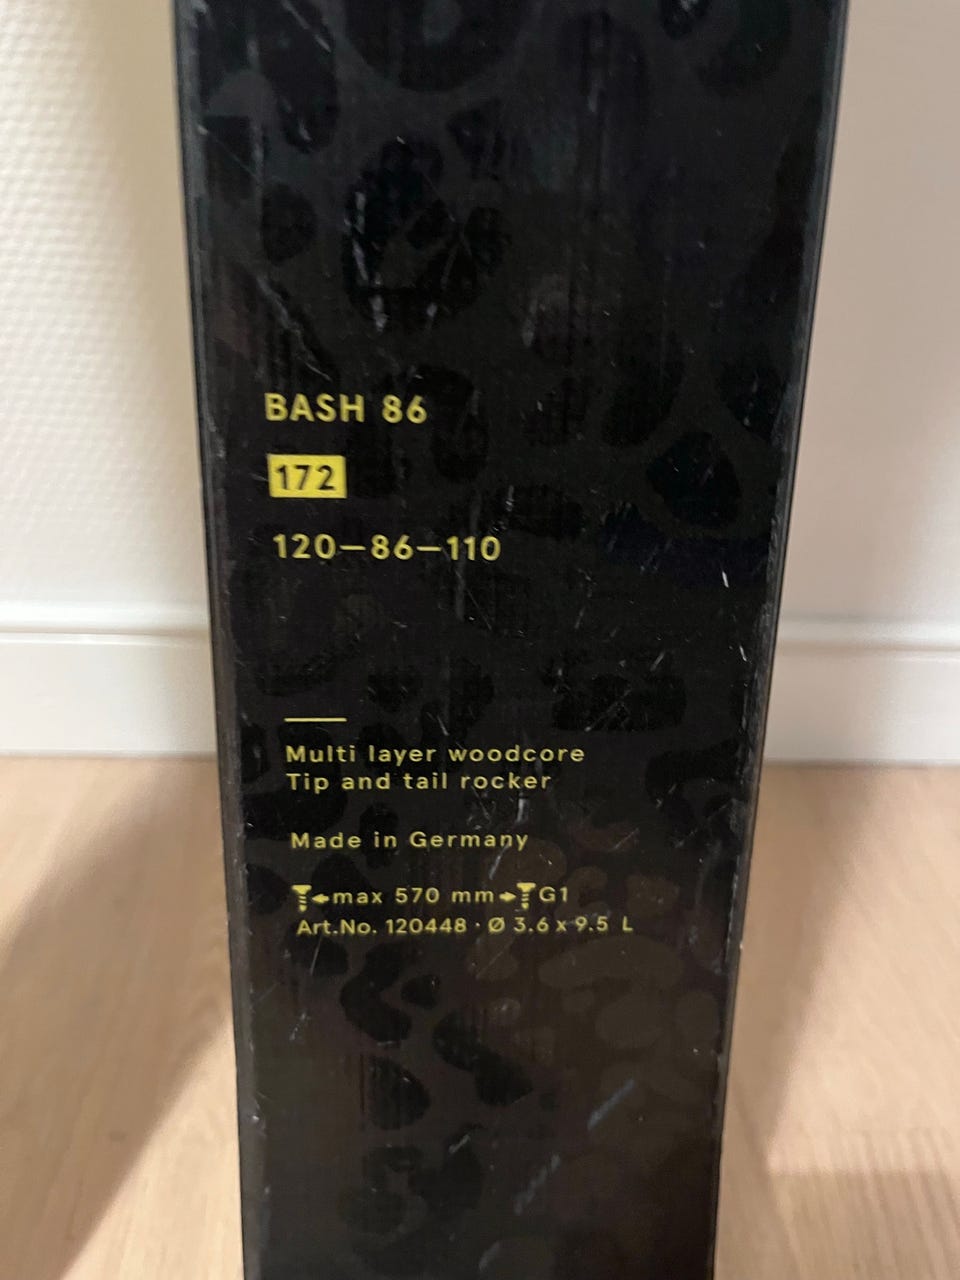 BASH 86
172
120–86–110
Multi layer woodcore
Tip and tail rocker
Made in Germany
max 570 mm G1
Art.No. 120448 · Ø 3.6 x 9.5 L